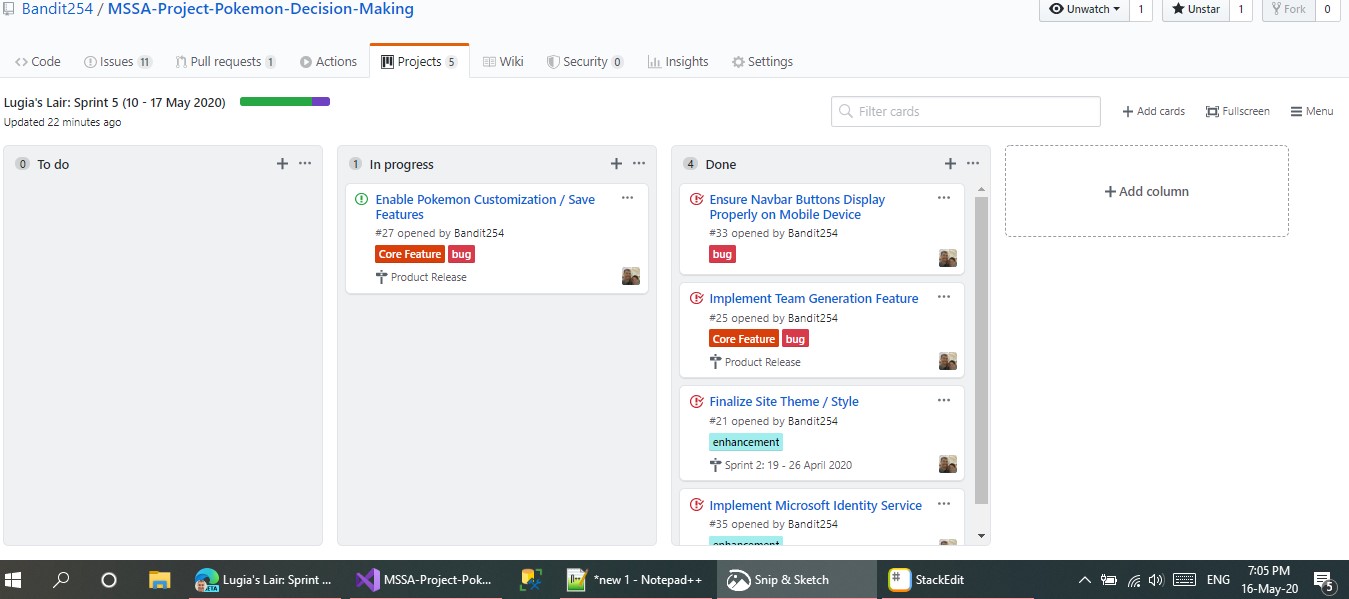 Bandit254 / MSSA-Project-Pokemon-Decision-Making
Unwatch 1 Unstar 1 Fork 0
<> Code Issues 11 Pull requests 1 Actions Projects 5 Wiki Security 0 Insights Settings
Lugia's Lair: Sprint 5 (10 - 17 May 2020)
Updated 22 minutes ago
Filter cards
+ Add cards Fullscreen Menu
0 To do + ...
1 In progress + ...
Enable Pokemon Customization / Save ...
Features
#27 opened by Bandit254
Core Feature bug
Product Release
4 Done + ...
Ensure Navbar Buttons Display ...
Properly on Mobile Device
#33 opened by Bandit254
bug
Implement Team Generation Feature ...
#25 opened by Bandit254
Core Feature bug
Product Release
Finalize Site Theme / Style ...
#21 opened by Bandit254
enhancement
Sprint 2: 19 - 26 April 2020
Implement Microsoft Identity Service ...
#35 opened by Bandit254
enhancement
+ Add column
BETA Lugia's Lair: Sprint ... MSSA-Project-Pok... *new 1 - Notepad++ Snip & Sketch # StackEdit ENG 7:05 PM
16-May-20 5